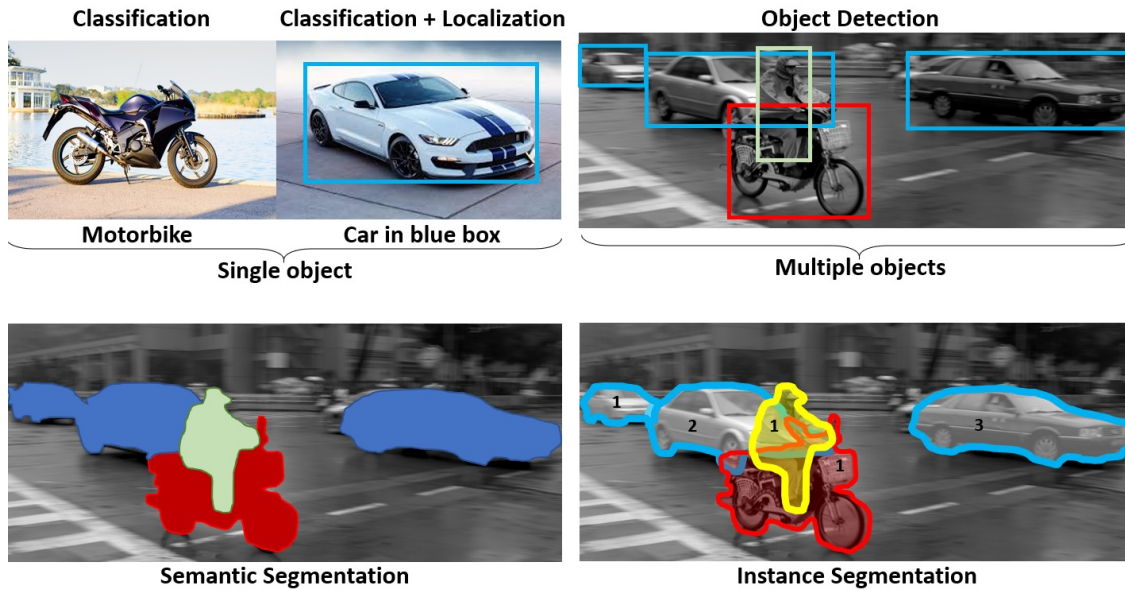 Classification
Classification + Localization
Object Detection
Motorbike
Car in blue box
Single object
Multiple objects
1
2
1
3
1
Semantic Segmentation
Instance Segmentation